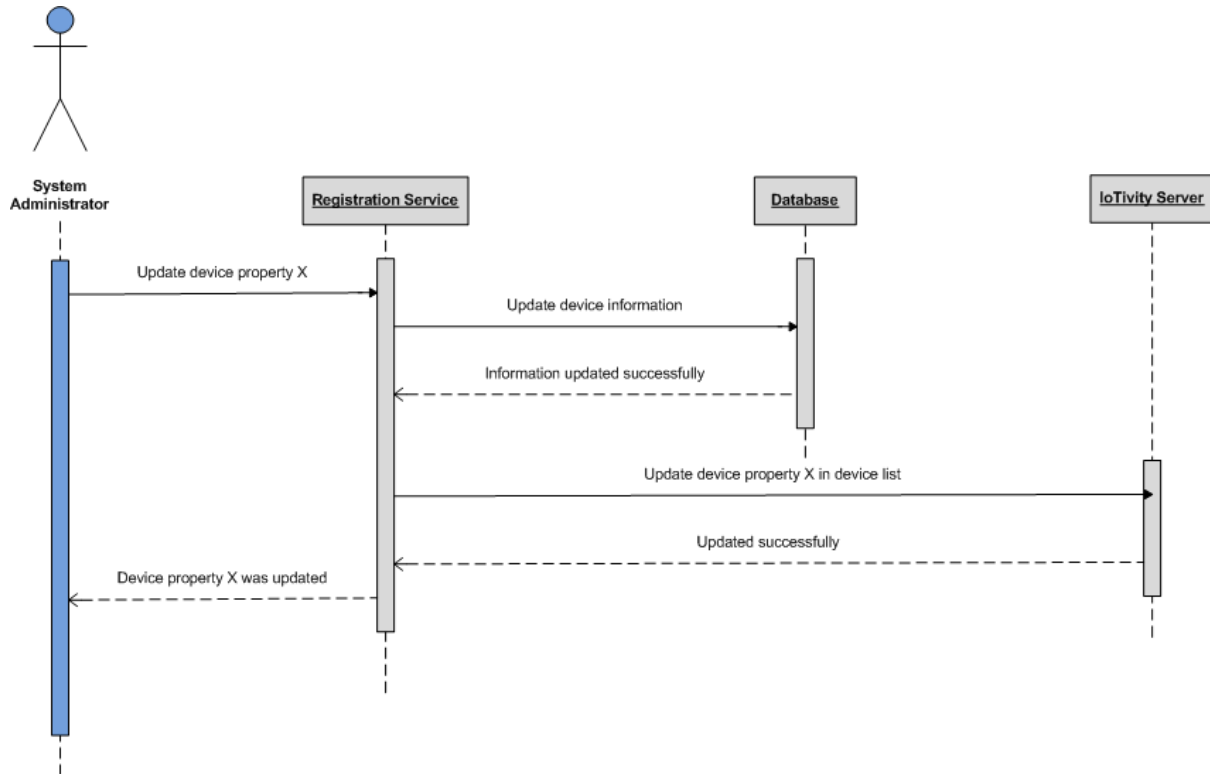 System
Administrator
Registration Service
Database
IoTivity Server
Update device property X
Update device information
Information updated successfully
Update device property X in device list
Updated successfully
Device property X was updated